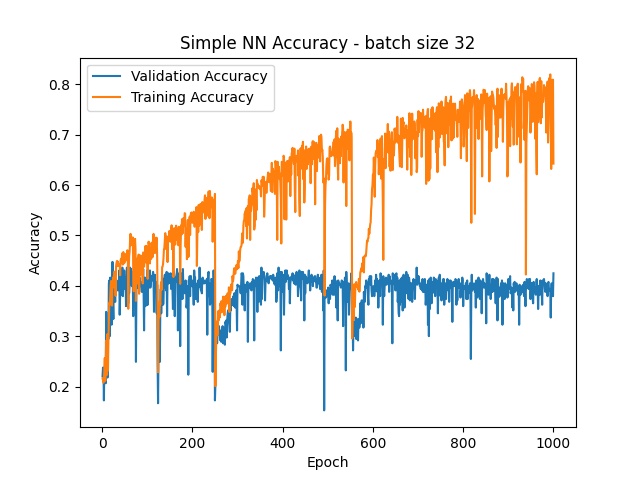 Simple NN Accuracy - batch size 32
Validation Accuracy
Training Accuracy
0.8
0.7
0.6
0.5
0.4
0.3
0.2
Accuracy
0 200 400 600 800 1000
Epoch